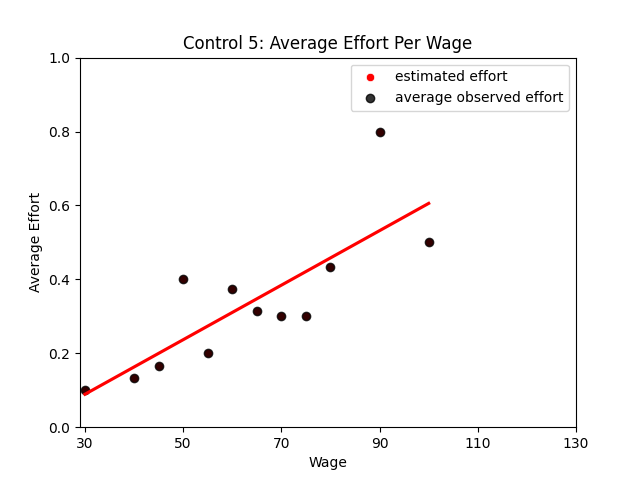 Control 5: Average Effort Per Wage
estimated effort
average observed effort
1.0
0.8
0.6
0.4
0.2
0.0
Average Effort
30 50 70 90 110 130
Wage